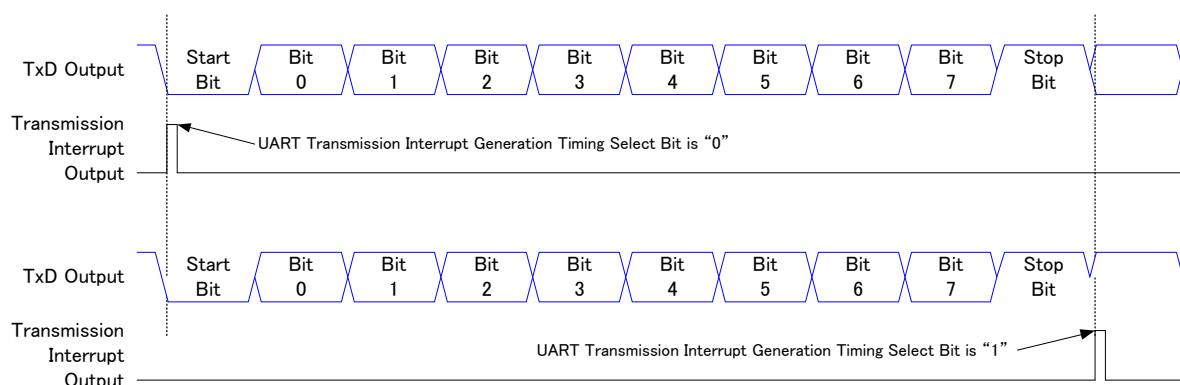 TxD Output
Start Bit
Bit 0
Bit 1
Bit 2
Bit 3
Bit 4
Bit 5
Bit 6
Bit 7
Stop Bit
Transmission
Interrupt
Output
UART Transmission Interrupt Generation Timing Select Bit is “0”
TxD Output
Start Bit
Bit 0
Bit 1
Bit 2
Bit 3
Bit 4
Bit 5
Bit 6
Bit 7
Stop Bit
Transmission
Interrupt
Output
UART Transmission Interrupt Generation Timing Select Bit is “1”